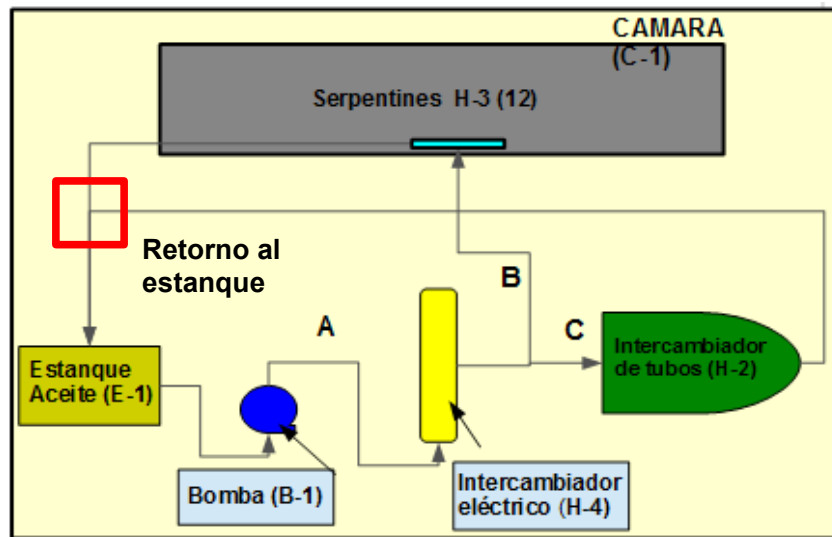 CAMARA
(C-1)
Serpentines H-3 (12)
Retorno al
estanque
B
A
C
Intercambiador
de tubos (H-2)
Estanque
Aceite (E-1)
Bomba (B-1)
Intercambiador
eléctrico (H-4)